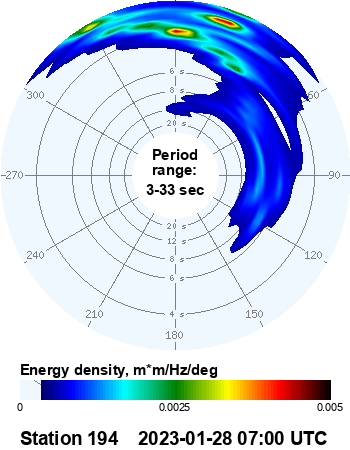 6 s
8 s
12 s
20 s
300
Period
range:
3-33 sec
-270
90-
20 s
12 s
8 s
6 s
240
120
4 s
210
150
180
Energy density, m*m/Hz/deg
0 0.0025 0.005
Station 194 2023-01-28 07:00 UTC